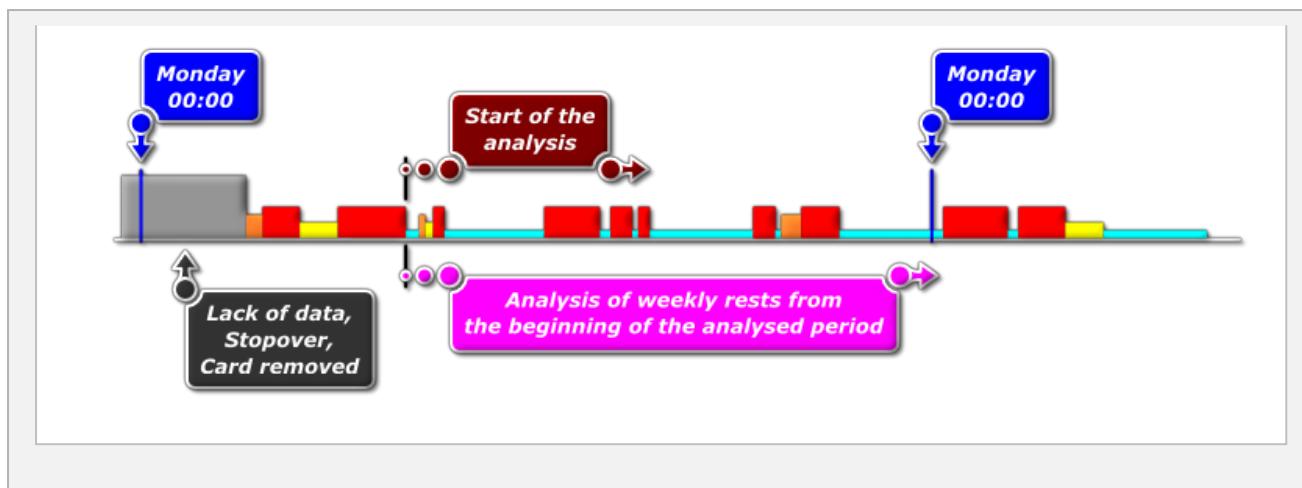 Monday
00:00
Start of the
analysis
Monday
00:00
Lack of data,
Stopover,
Card removed
Analysis of weekly rests from
the beginning of the analysed period